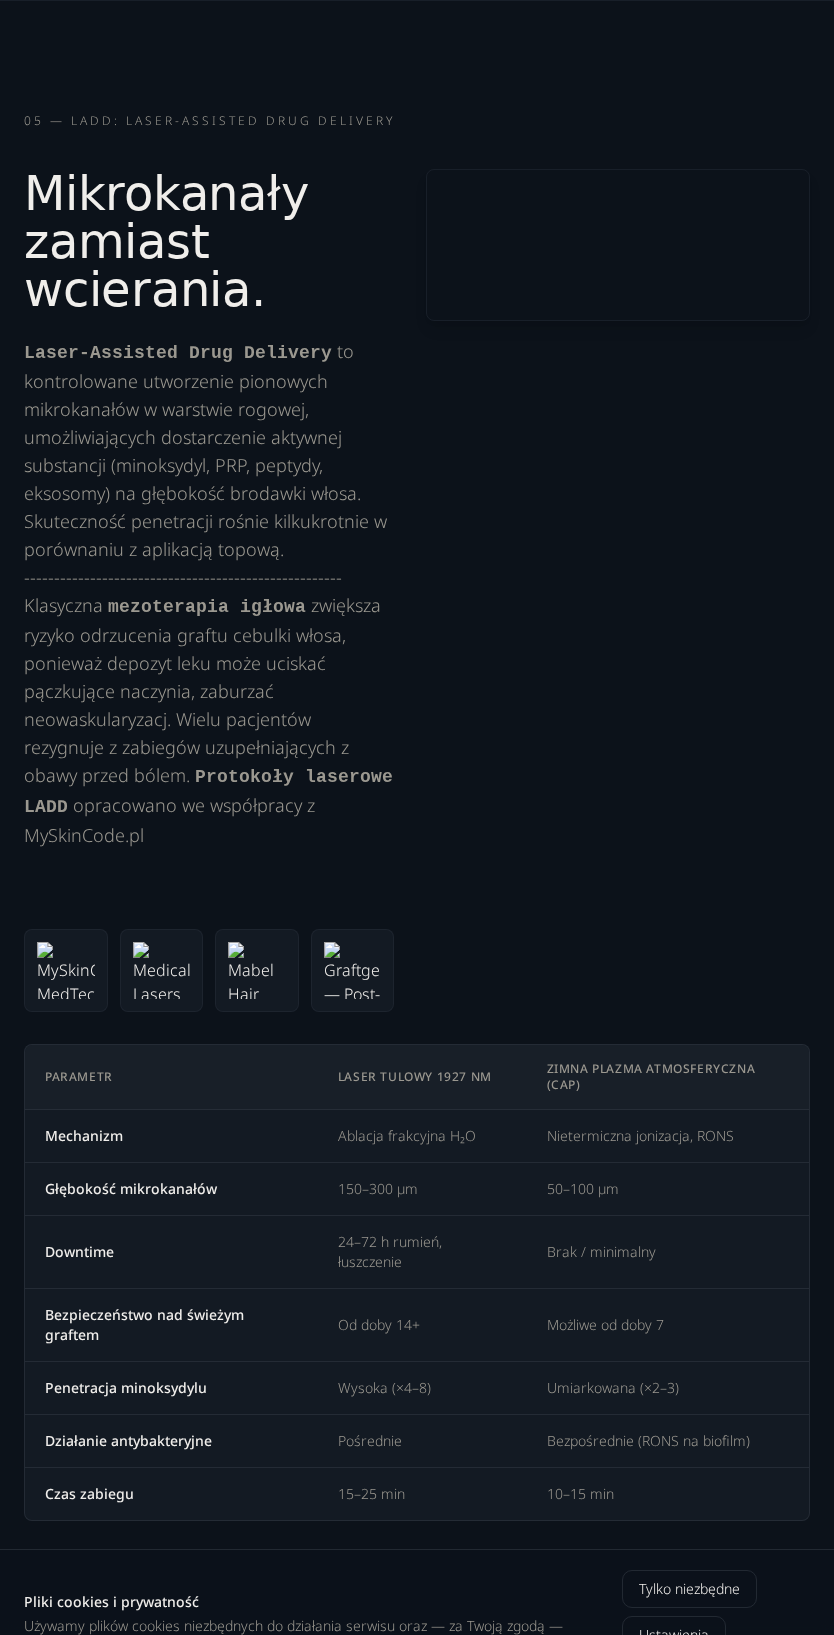 05 — LADD: LASER-ASSISTED DRUG DELIVERY
Mikrokanały
zamiast
wcierania.
Laser-Assisted Drug Delivery to
kontrolowane utworzenie pionowych
mikrokanałów w warstwie rogowej,
umożliwiających dostarczenie aktywnej
substancji (minoksydyl, PRP, peptydy,
eksosomy) na głębokość brodawki włosa.
Skuteczność penetracji rośnie kilkukrotnie w
porównaniu z aplikacją topową.
-----------------------------------------------------
Klasyczna mezoterapia igłowa zwiększa
ryzyko odrzucenia graftu cebulki włosa,
ponieważ depozyt leku może uciskać
pączkujące naczynia, zaburzać
neowaskularyzacj. Wielu pacjentów
rezygnuje z zabiegów uzupełniających z
obawy przed bólem. Protokoły laserowe
LADD opracowano we współpracy z
MySkinCode.pl
MySkinC Medical Mabel Graftge
MedTec Lasers Hair — Post-
PARAMETR LASER TULOWY 1927 NM ZIMNA PLAZMA ATMOSFERYCZNA
(CAP)
Mechanizm Ablacja frakcyjna H₂O Nietermiczna jonizacja, RONS
Głębokość mikrokanałów 150–300 µm 50–100 µm
Downtime 24–72 h rumień,
łuszczenie Brak / minimalny
Bezpieczeństwo nad świeżym
graftem Od doby 14+ Możliwe od doby 7
Penetracja minoksydylu Wysoka (×4–8) Umiarkowana (×2–3)
Działanie antybakteryjne Pośrednie Bezpośrednie (RONS na biofilm)
Czas zabiegu 15–25 min 10–15 min
Pliki cookies i prywatność
Używamy plików cookies niezbędnych do działania serwisu oraz — za Twoją zgodą —
Tylko niezbędne
Ustawienia